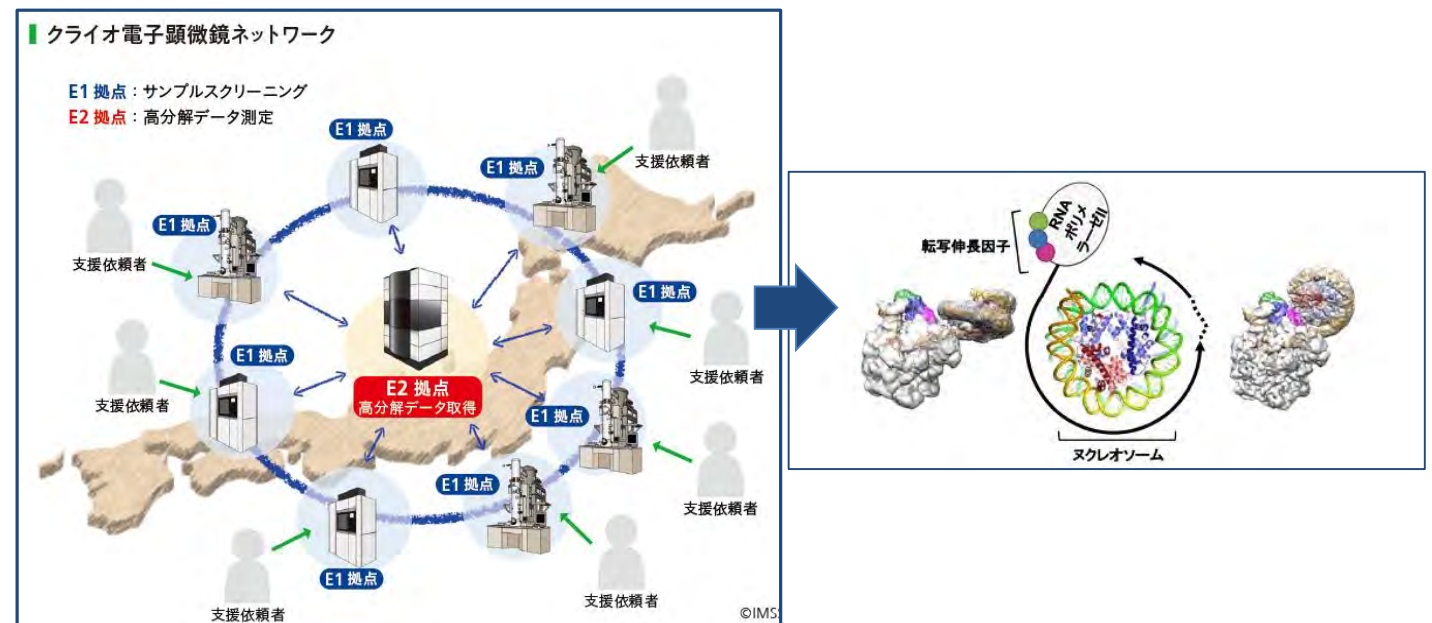 クライオ電子顕微鏡ネットワーク
E1 拠点：サンプルスクリーニング
E2 拠点：高分解データ測定
E1 拠点
E1 拠点
支援依頼者
E1 拠点
支援依頼者
E1 拠点
支援依頼者
E1 拠点
支援依頼者
E2 拠点
高分解データ取得
E1 拠点
支援依頼者
E1 拠点
支援依頼者
E1 拠点
支援依頼者
©IMS
転写伸長因子
RNA
ポリメ
ラーゼII
ヌクレオソーム